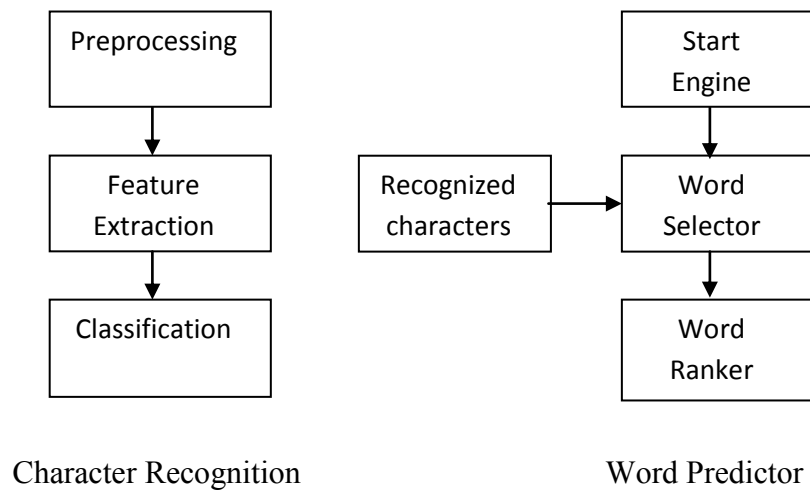 Preprocessing
Feature
Extraction
Classification
Character Recognition
Start
Engine
Recognized
characters
Word
Selector
Word
Ranker
Word Predictor